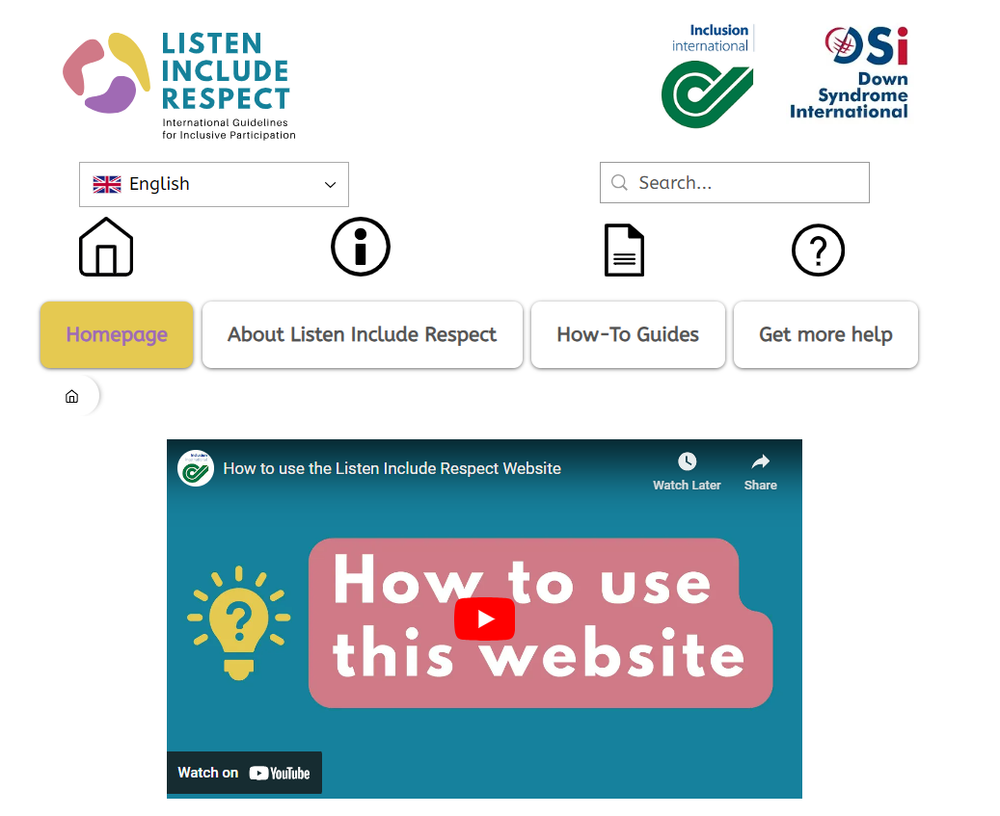 LISTEN
INCLUDE
RESPECT
International Guidelines
for Inclusive Participation
Inclusion
international
DSi
Down
Syndrome
International
English
Search...
Homepage
About Listen Include Respect
How-To Guides
Get more help
How to use the Listen Include Respect Website
Watch Later
Share
How to use
this website
Watch on YouTube